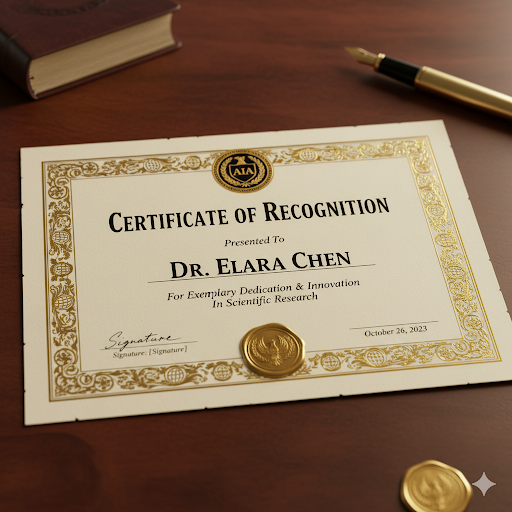 AIA
CERTIFICATE OF RECOGNITION
Presented To
DR. ELARA CHEN
For Exemplary Dedication & Innovation
In Scientific Research
Signature
Signature: [Signature]
October 26, 2023